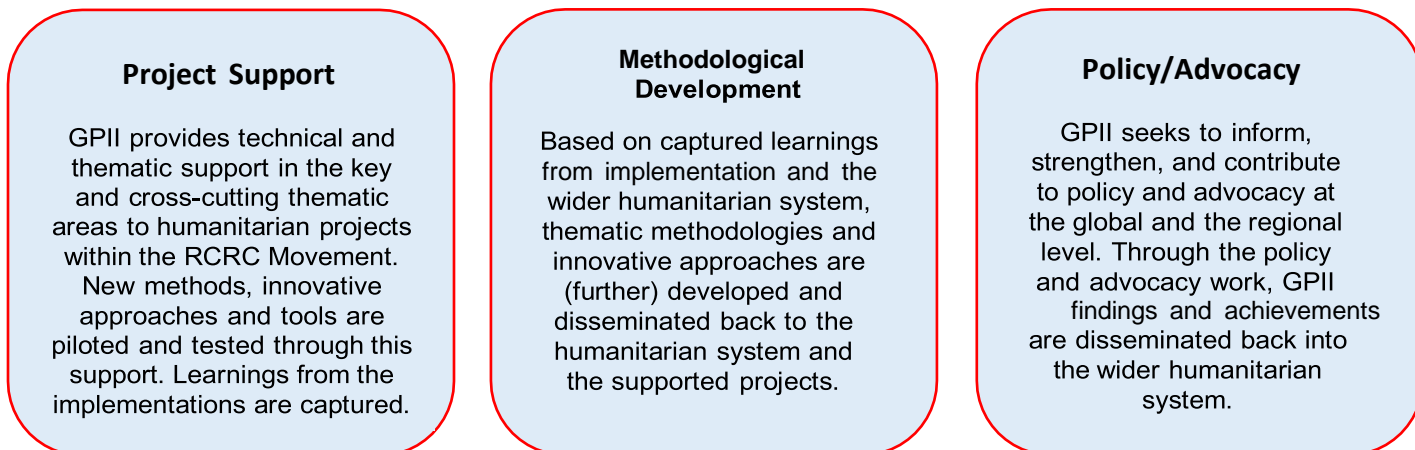 Project Support
GPII provides technical and
thematic support in the key
and cross-cutting thematic
areas to humanitarian projects
within the RCRC Movement.
New methods, innovative
approaches and tools are
piloted and tested through this
support. Learnings from the
implementations are captured.
Methodological
Development
Based on captured learnings
from implementation and the
wider humanitarian system,
thematic methodologies and
innovative approaches are
(further) developed and
disseminated back to the
humanitarian system and
the supported projects.
Policy/Advocacy
GPII seeks to inform,
strengthen, and contribute
to policy and advocacy at
the global and the regional
level. Through the policy
and advocacy work, GPII
findings and achievements
are disseminated back into
the wider humanitarian
system.